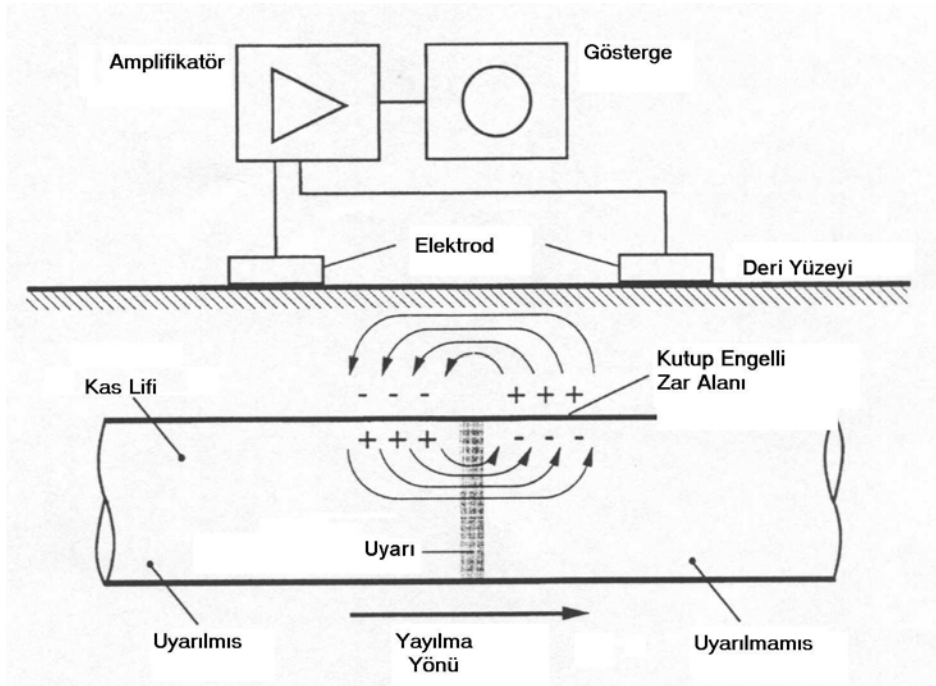 Amplifikatör
Gösterge
Elektrod
Deri Yüzeyi
Kutup Engelli
Zar Alanı
Kas Lifi
- - -
+ + +
+ + +
- - -
Uyarı
Uyarılmıs
Yayılma
Yönü
Uyarılmamıs